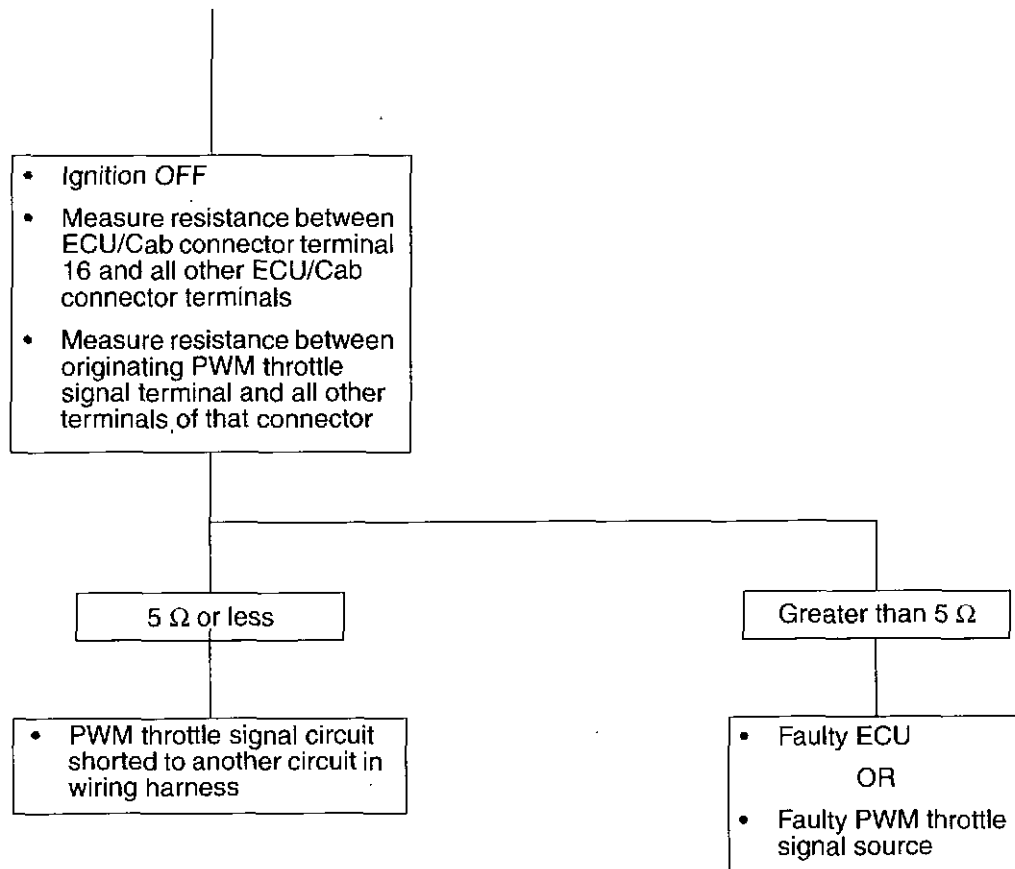 • Ignition OFF
• Measure resistance between
ECU/Cab connector terminal
16 and all other ECU/Cab
connector terminals
• Measure resistance between
originating PWM throttle
signal terminal and all other
terminals of that connector
5 Ω or less
Greater than 5 Ω
• PWM throttle signal circuit
shorted to another circuit in
wiring harness
• Faulty ECU
OR
• Faulty PWM throttle
signal source